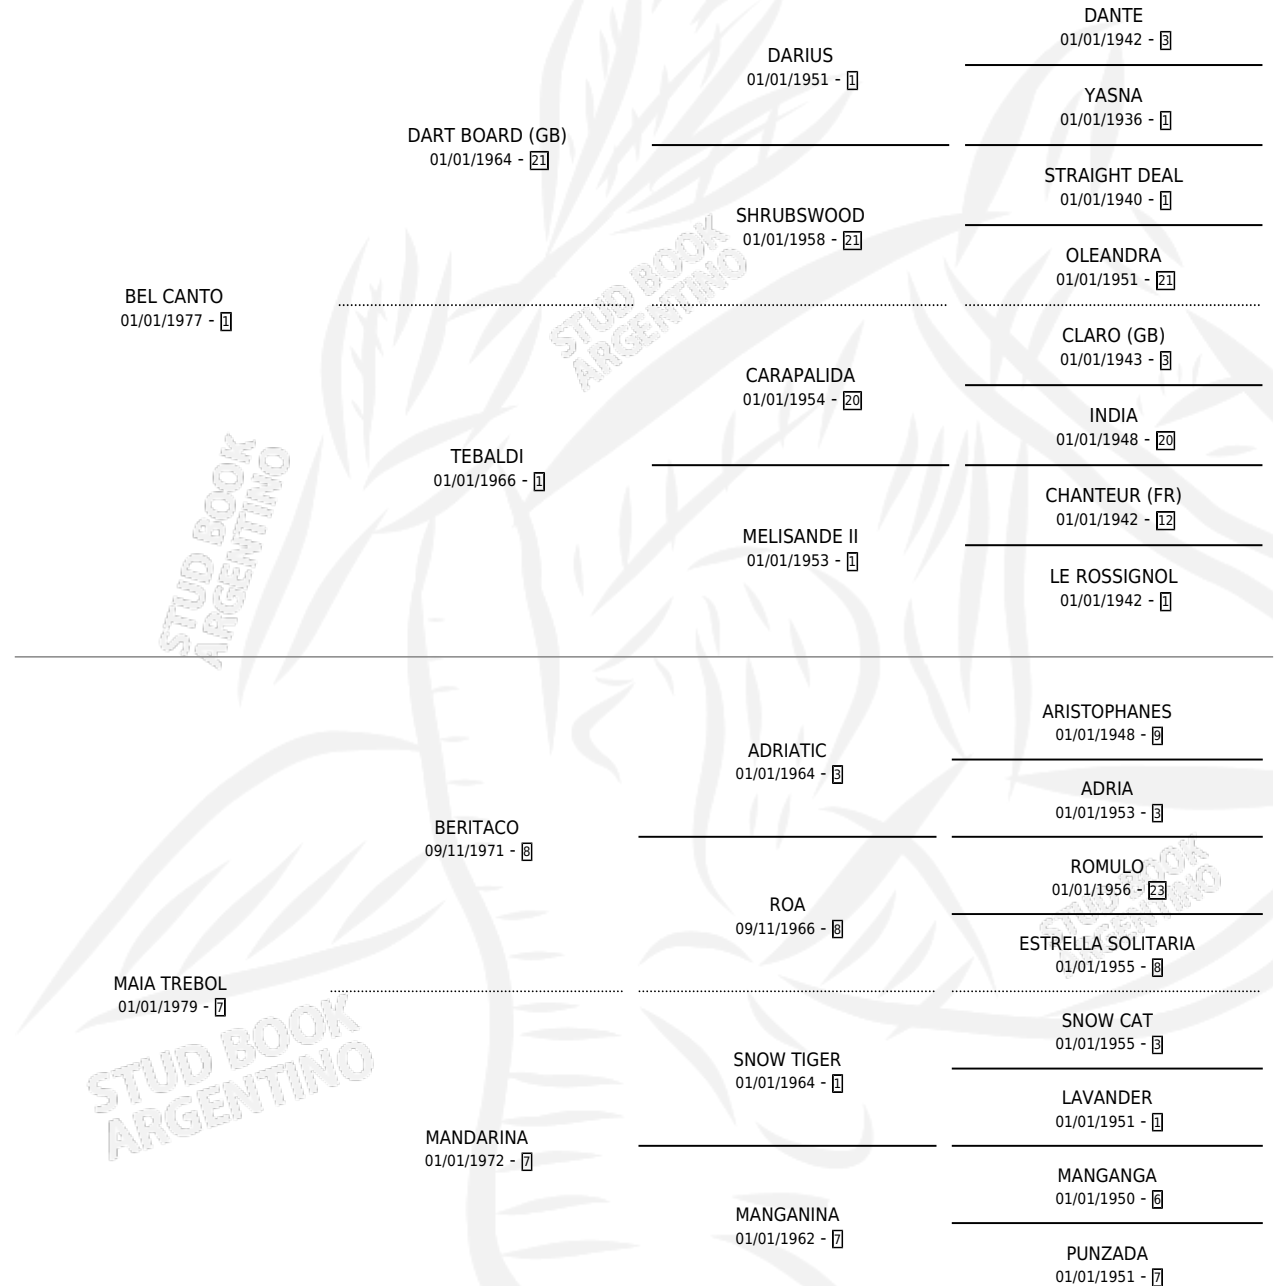 DANTE
01/01/1942 - 3
DARIUS
01/01/1951 - 1
YASNA
01/01/1936 - 1
DART BOARD (GB)
01/01/1964 - 21
STRAIGHT DEAL
01/01/1940 - 1
SHRUBSWOOD
01/01/1958 - 21
OLEANDRA
01/01/1951 - 21
BEL CANTO
01/01/1977 - 1
STUD BOOK
ARGENTINO
CLARO (GB)
01/01/1943 - 3
CARAPALIDA
01/01/1954 - 20
INDIA
01/01/1948 - 20
TEBALDI
01/01/1966 - 1
CHANTEUR (FR)
01/01/1942 - 12
MELISANDE II
01/01/1953 - 1
LE ROSSIGNOL
01/01/1942 - 1
STUD BOOK
ARGENTINO
ARISTOPHANES
01/01/1948 - 9
ADRIATIC
01/01/1964 - 3
ADRIA
01/01/1953 - 3
BERITACO
09/11/1971 - 8
ROMULO
01/01/1956 - 23
ROA
09/11/1966 - 8
ESTRELLA SOLITARIA
01/01/1955 - 8
STUD BOOK
ARGENTINO
MAIA TREBOL
01/01/1979 - 7
SNOW CAT
01/01/1955 - 3
SNOW TIGER
01/01/1964 - 1
LAVANDER
01/01/1951 - 1
STUD BOOK
ARGENTINO
MANDARINA
01/01/1972 - 7
MANGANGA
01/01/1950 - 6
MANGANINA
01/01/1962 - 7
PUNZADA
01/01/1951 - 7